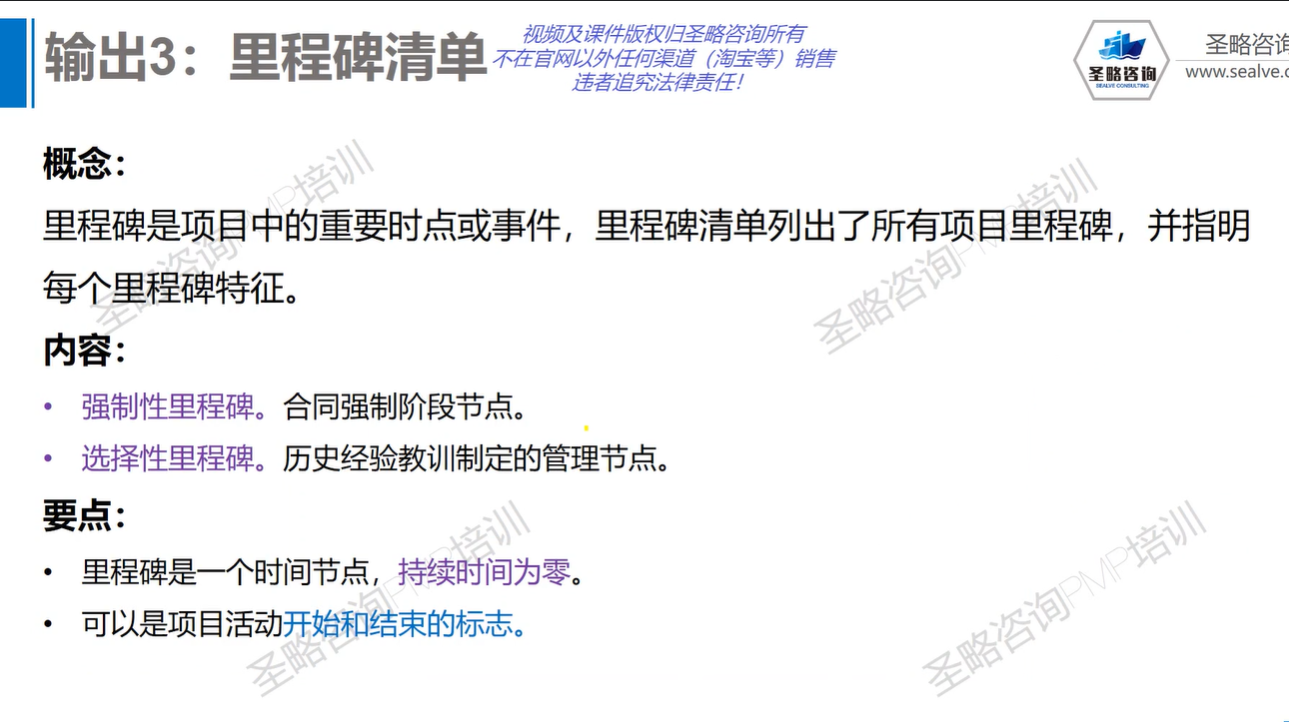 输出3：里程碑清单
视频及课件版权归圣略咨询所有
不在官网以外任何渠道（淘宝等）销售
违者追究法律责任！
圣略咨询
SEALVE CONSULTING
圣略咨询
www.sealve.c
概念：
里程碑是项目中的重要时点或事件，里程碑清单列出了所有项目里程碑，并指明
每个里程碑特征。
内容：
• 强制性里程碑。合同强制阶段节点。
• 选择性里程碑。历史经验教训制定的管理节点。
要点：
• 里程碑是一个时间节点，持续时间为零。
• 可以是项目活动开始和结束的标志。
圣略咨询PMP培训
圣略咨询PMP培训
圣略咨询PMP培训
圣略咨询PMP培训